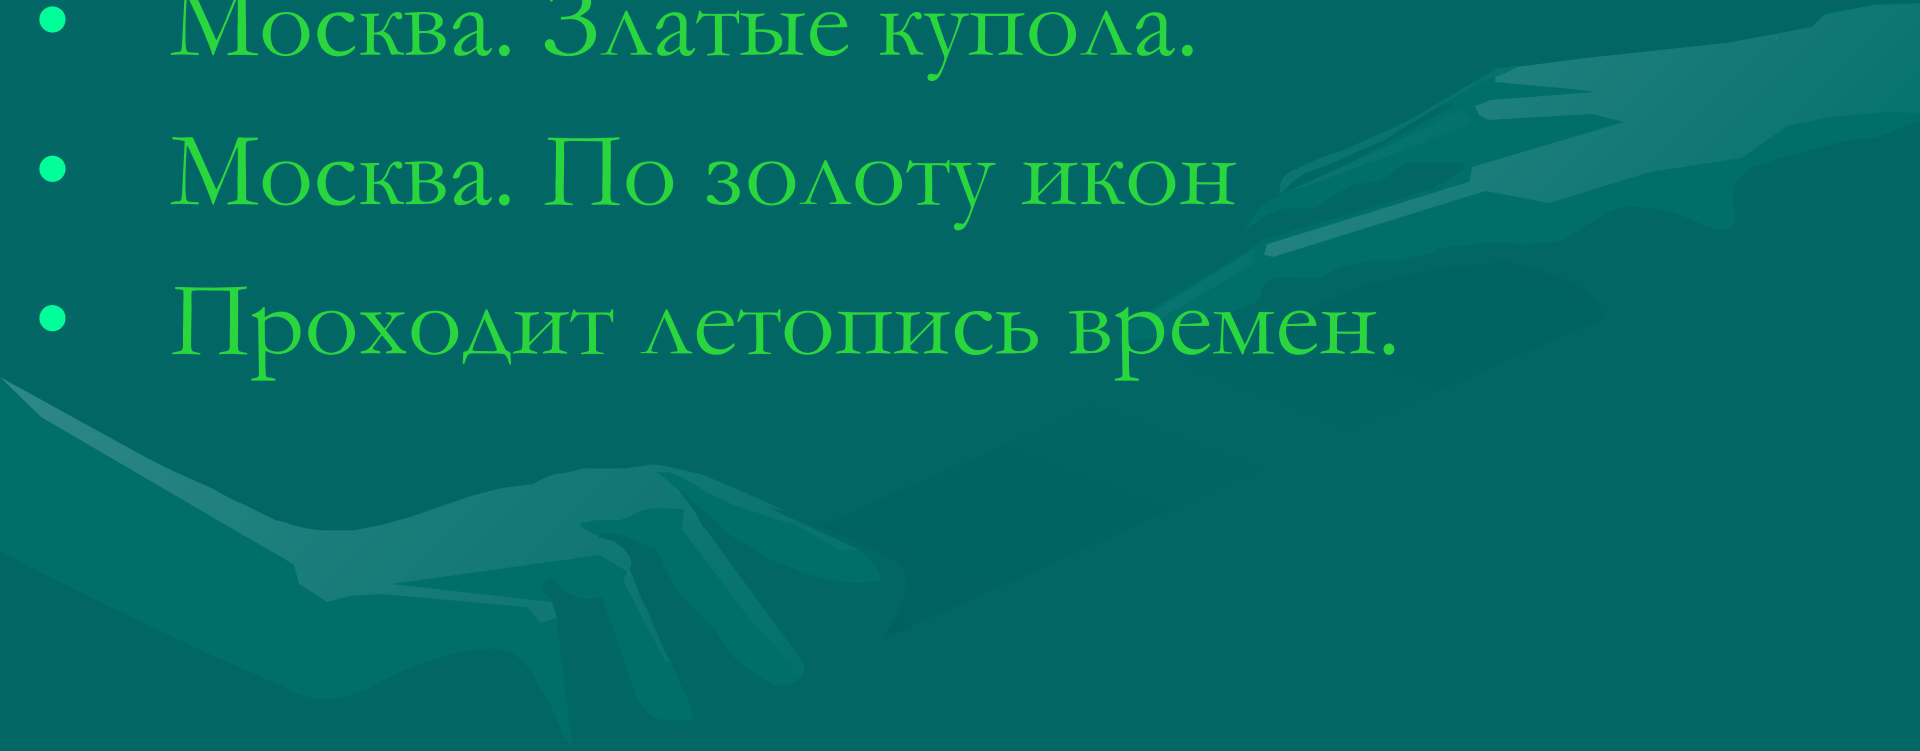 • Москва. Златые купола.
• Москва. По золоту икон
• Проходит летопись времен.